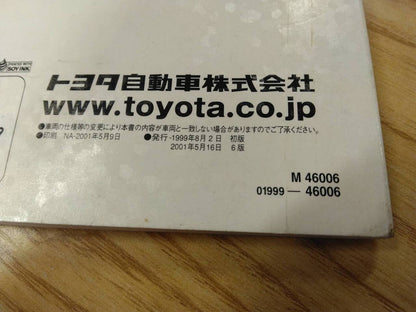 PRINTED WITH
SOY INK
トヨタ自動車株式会社
www.toyota.co.jp
●車両の仕様等の変更により本書の内容が車両と一致しない場合がありますのでご了承ください。
●印刷 NA-2001年5月9日 ●発行-1999年8月2日 初版
2001年5月16日 6版
M 46006
01999 — 46006